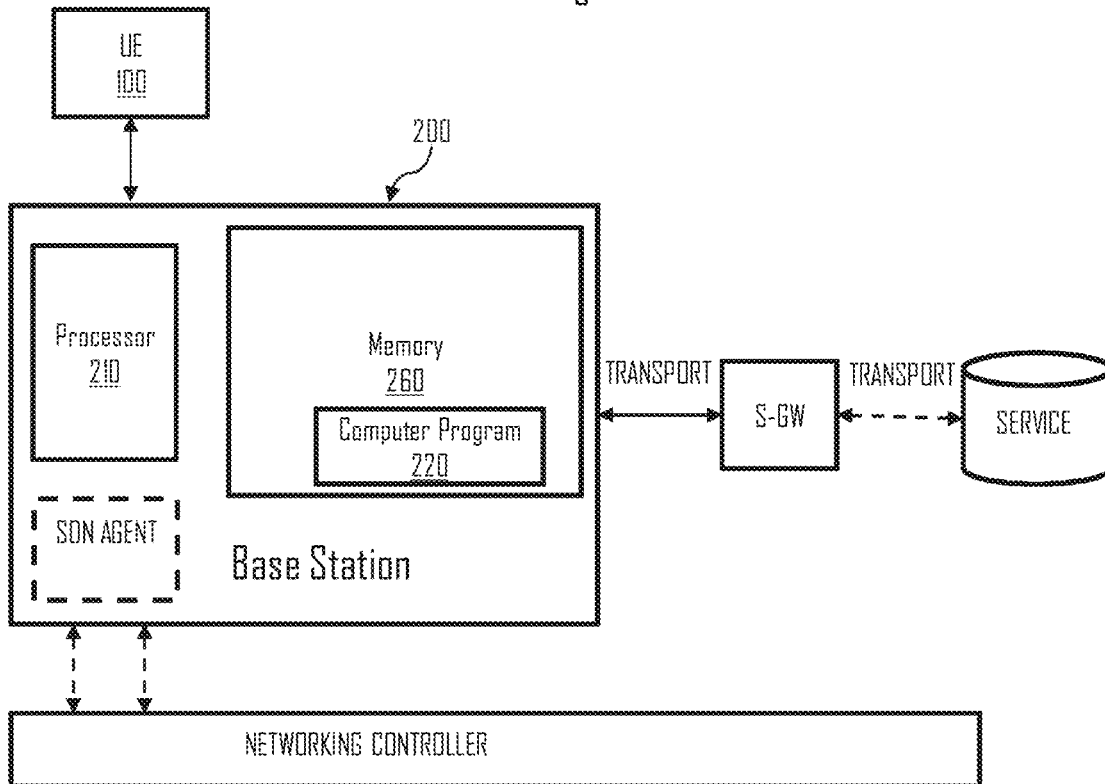 UE
100
200
Processor
210
Memory
260
Computer Program
220
TRANSPORT
S-GW
TRANSPORT
SERVICE
SDN AGENT
Base Station
NETWORKING CONTROLLER